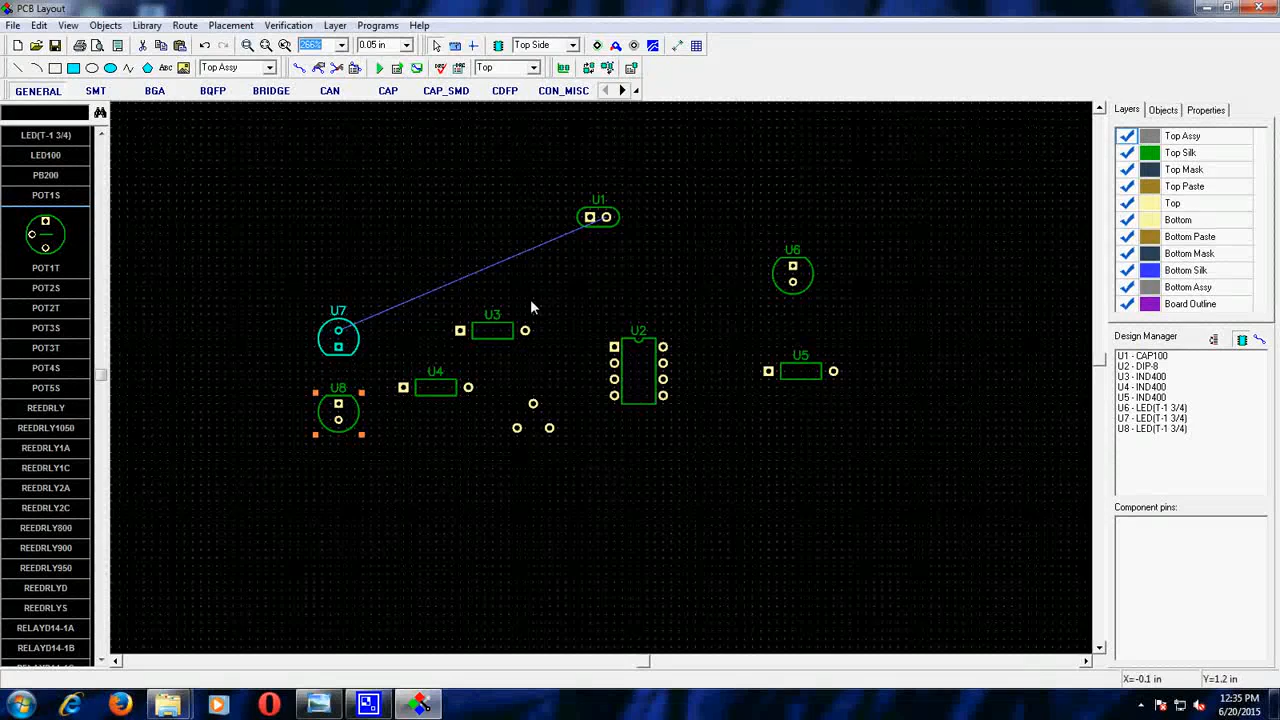 PCB Layout
File Edit View Objects Library Route Placement Verification Layer Programs Help
266% 0.05 in Top Side
ABC Top Assy DRC Top
GENERAL SMT BGA BQFP BRIDGE CAN CAP CAP_SMD CDFP CON_MISC
LED(T-1 3/4)
LED100
PB200
POT1S
POT1T
POT2S
POT2T
POT3S
POT3T
POT4S
POT5S
REEDRLY
REEDRLY1050
REEDRLY1A
REEDRLY1C
REEDRLY2A
REEDRLY2C
REEDRLY800
REEDRLY900
REEDRLY950
REEDRLYD
REEDRLYS
RELAYD14-1A
RELAYD14-1B
U1
U6
U7
U3
U2
U5
U4
U8
Layers Objects Properties
Top Assy
Top Silk
Top Mask
Top Paste
Top
Bottom
Bottom Paste
Bottom Mask
Bottom Silk
Bottom Assy
Board Outline
Design Manager
U1 - CAP100
U2 - DIP-8
U3 - IND400
U4 - IND400
U5 - IND400
U6 - LED(T-1 3/4)
U7 - LED(T-1 3/4)
U8 - LED(T-1 3/4)
Component pins:
X=-0.1 in Y=1.2 in
12:35 PM
6/20/2015